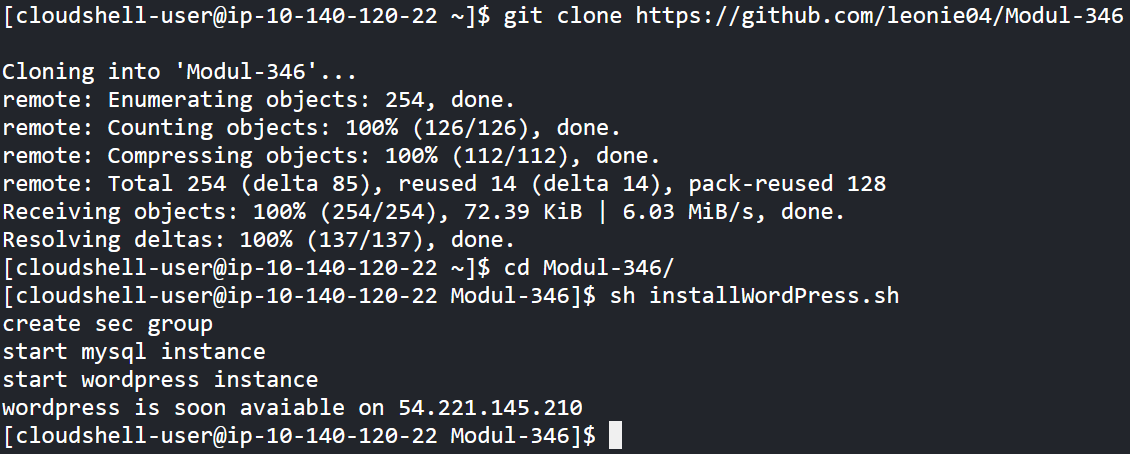 [cloudshell-user@ip-10-140-120-22 ~]$ git clone https://github.com/leonie04/Modul-346
Cloning into 'Modul-346'...
remote: Enumerating objects: 254, done.
remote: Counting objects: 100% (126/126), done.
remote: Compressing objects: 100% (112/112), done.
remote: Total 254 (delta 85), reused 14 (delta 14), pack-reused 128
Receiving objects: 100% (254/254), 72.39 KiB | 6.03 MiB/s, done.
Resolving deltas: 100% (137/137), done.
[cloudshell-user@ip-10-140-120-22 ~]$ cd Modul-346/
[cloudshell-user@ip-10-140-120-22 Modul-346]$ sh installWordPress.sh
create sec group
start mysql instance
start wordpress instance
wordpress is soon avaiable on 54.221.145.210
[cloudshell-user@ip-10-140-120-22 Modul-346]$